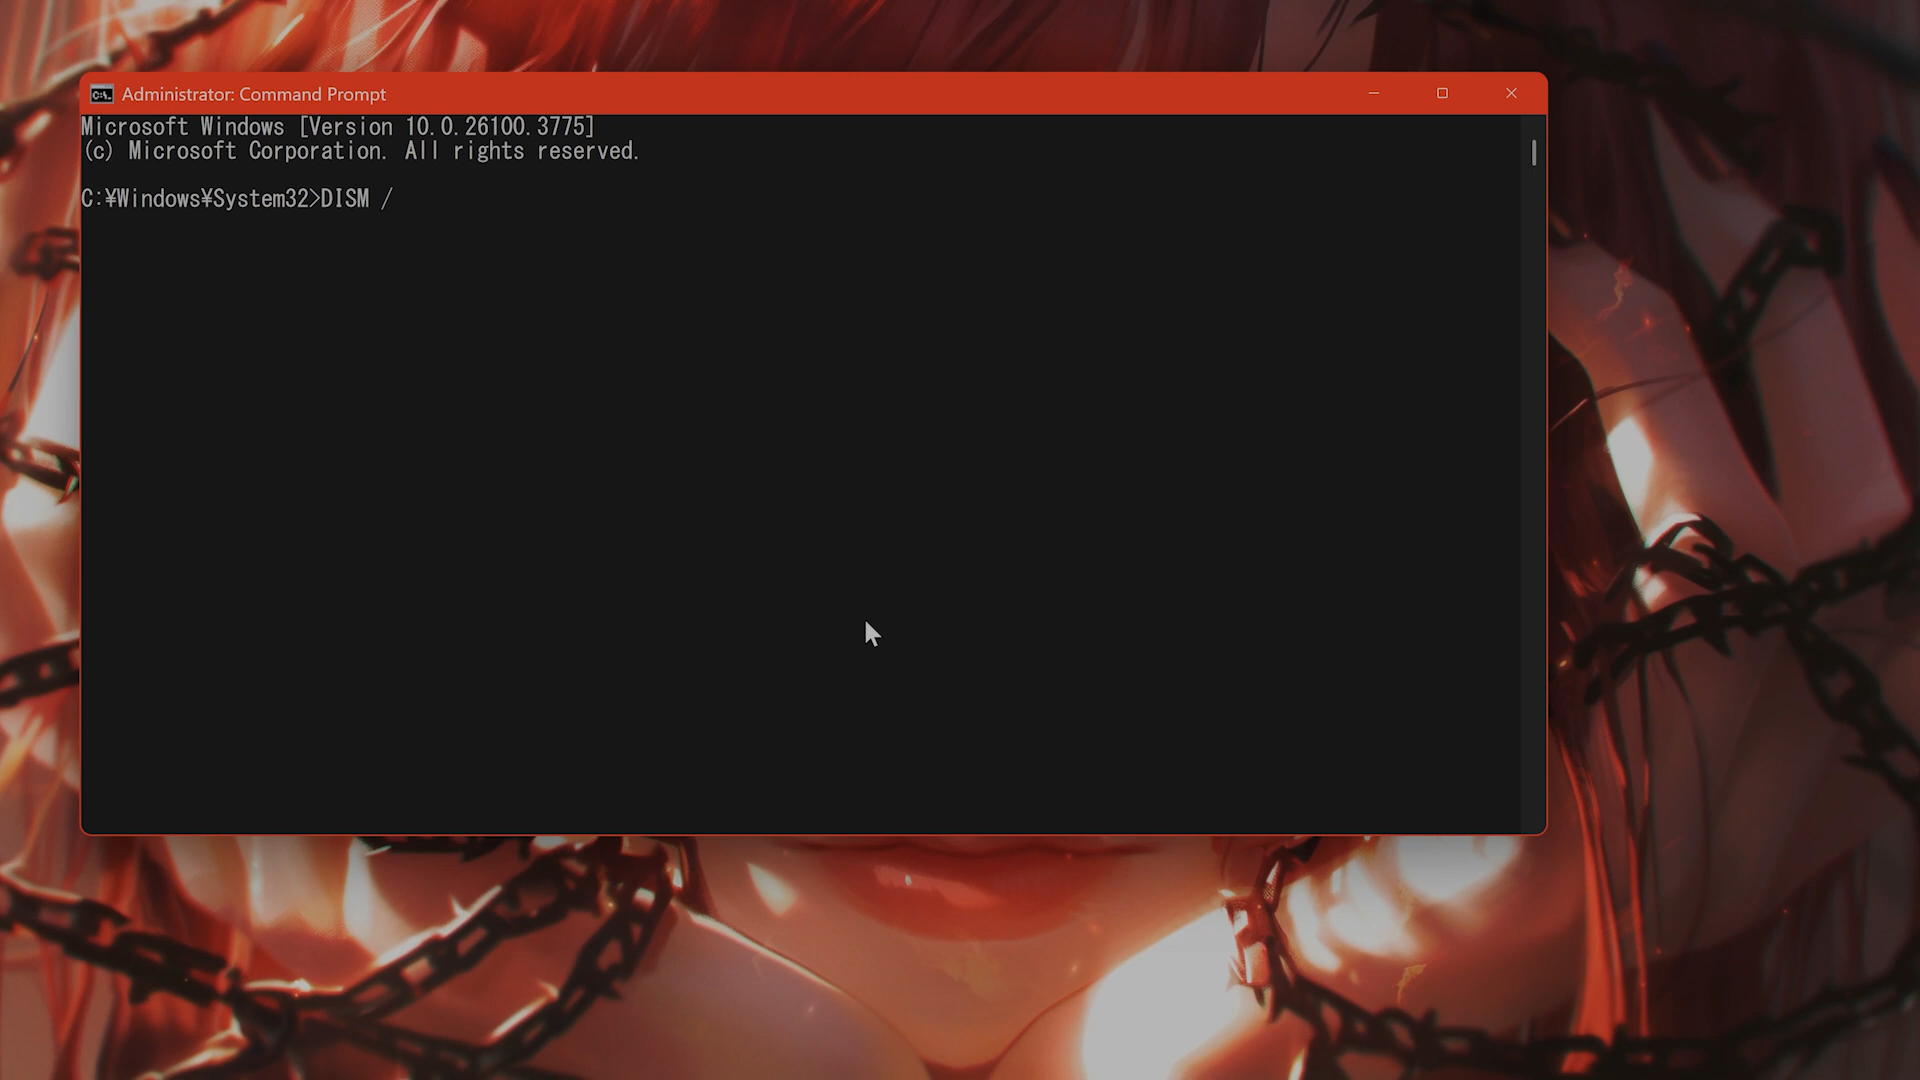 Administrator: Command Prompt
Microsoft Windows [Version 10.0.26100.3775]
(c) Microsoft Corporation. All rights reserved.
C:¥Windows¥System32>DISM /